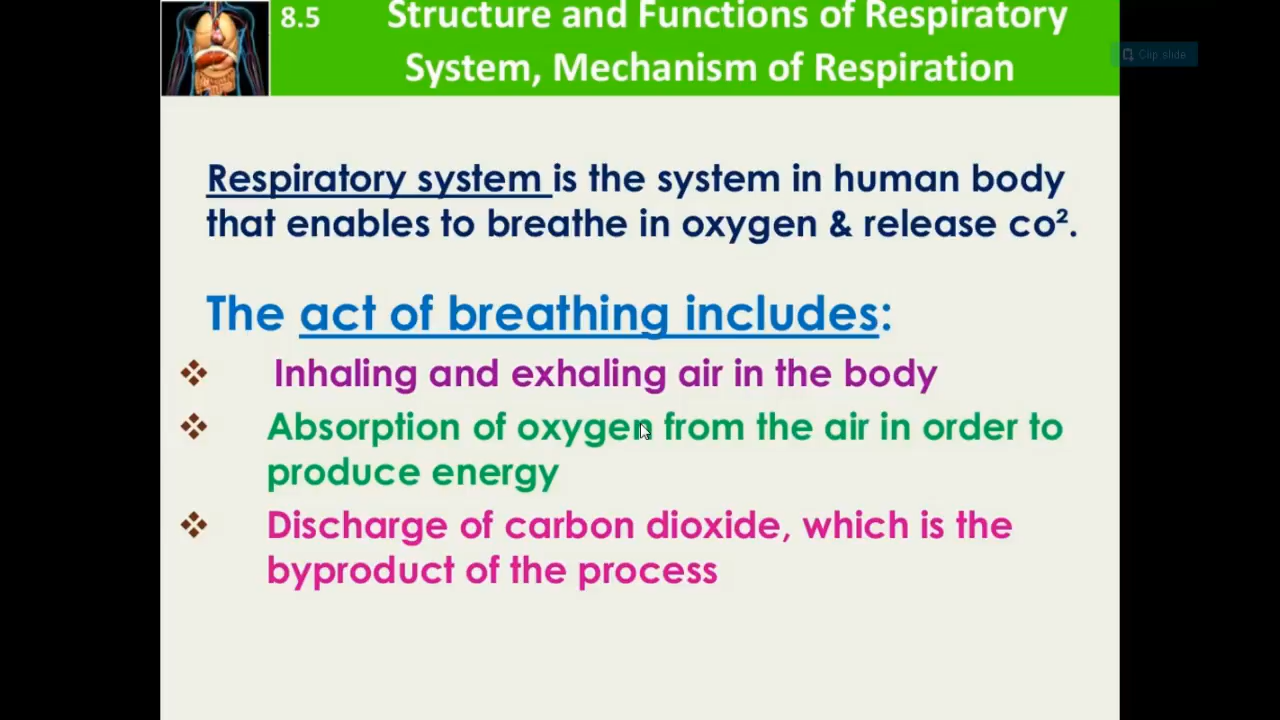 8.5 Structure and Functions of Respiratory
System, Mechanism of Respiration
Clip slide
Respiratory system is the system in human body
that enables to breathe in oxygen & release co².
The act of breathing includes:
❖ Inhaling and exhaling air in the body
❖ Absorption of oxygen from the air in order to
produce energy
❖ Discharge of carbon dioxide, which is the
byproduct of the process